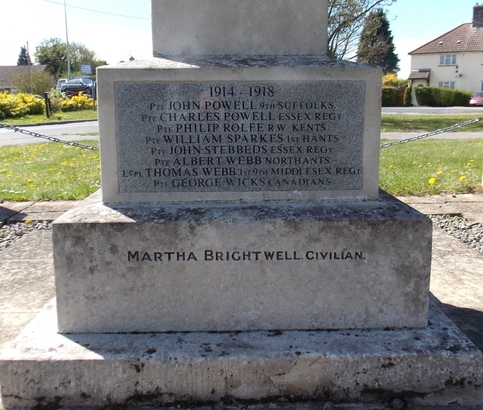 1914 - 1918
PTE JOHN POWELL 9TH SUFFOLKS.
PTE CHARLES POWELL ESSEX REGT
PTE PHILIP ROLFE R.W. KENTS.
PTE WILLIAM SPARKES 1ST HANTS
PTE JOHN STEBBEDS ESSEX REGT
PTE ALBERT WEBB NORTHANTS
L.CPL THOMAS WEBB 1ST 9TH MIDDLESEX REGT
PTE GEORGE WICKS CANADIANS
MARTHA BRIGHTWELL. CIVILIAN.